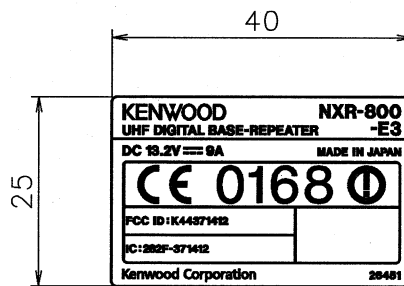 40
25
KENWOOD NXR-800
UHF DIGITAL BASE-REPEATER -E3
DC 13.2V⎓9A MADE IN JAPAN
CE 0168
FCC ID:K44371412
IC:282F-371412
Kenwood Corporation 26451